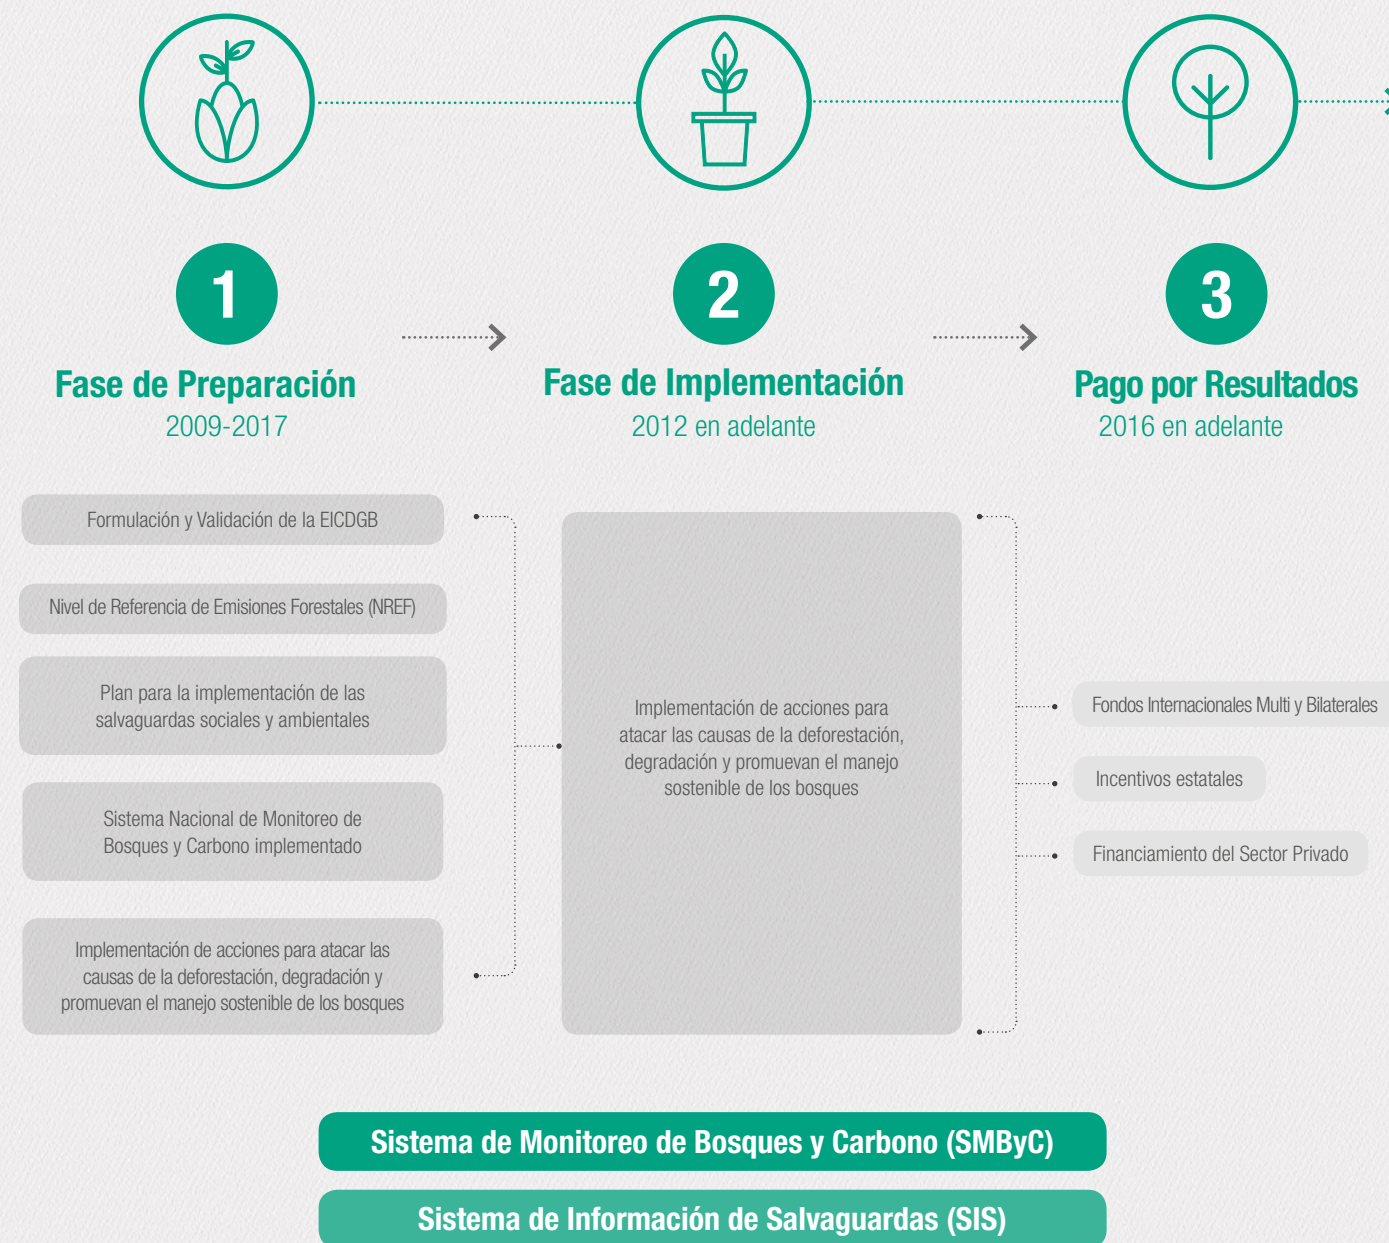 1
Fase de Preparación
2009-2017
2
Fase de Implementación
2012 en adelante
3
Pago por Resultados
2016 en adelante
Formulación y Validación de la EICDGB
Nivel de Referencia de Emisiones Forestales (NREF)
Plan para la implementación de las
salvaguardas sociales y ambientales
Sistema Nacional de Monitoreo de
Bosques y Carbono implementado
Implementación de acciones para atacar las
causas de la deforestación, degradación y
promuevan el manejo sostenible de los bosques
Implementación de acciones para
atacar las causas de la deforestación,
degradación y promuevan el manejo
sostenible de los bosques
Fondos Internacionales Multi y Bilaterales
Incentivos estatales
Financiamiento del Sector Privado
Sistema de Monitoreo de Bosques y Carbono (SMByC)
Sistema de Información de Salvaguardas (SIS)